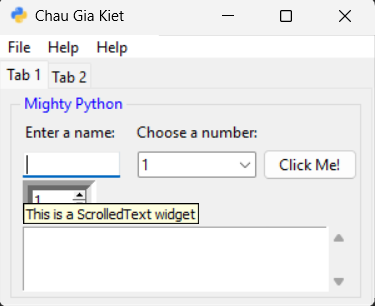 Chau Gia Kiet
File Help Help
Tab 1 Tab 2
Mighty Python
Enter a name: Choose a number:
1 Click Me!
1
This is a ScrolledText widget